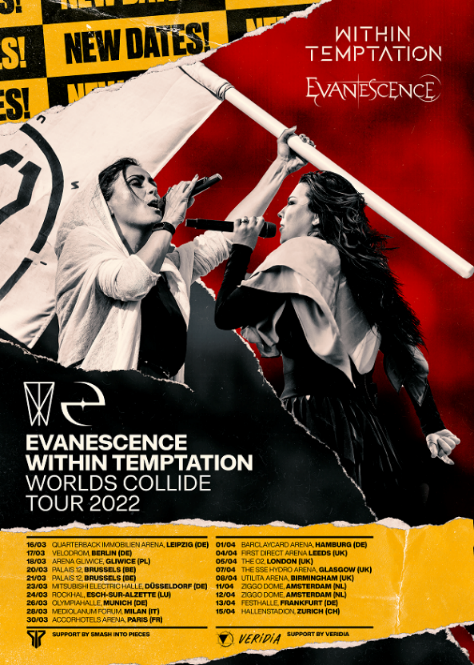 NEW DATES!
LS!
NEW DATES!
ES!
NEW DATES!
WITHIN
TEMPTATION
EVANESCENCE
EVANESCENCE
WITHIN TEMPTATION
WORLDS COLLIDE
TOUR 2022
16/03 QUARTERBACK IMMOBILIEN ARENA, LEIPZIG (DE)
17/03 VELODROM, BERLIN (DE)
18/03 ARENA GLIWICE, GLIWICE (PL)
20/03 PALAIS 12, BRUSSELS (BE)
21/03 PALAIS 12, BRUSSELS (BE)
23/03 MITSUBISHI ELECTRIC HALLE, DÜSSELDORF (DE)
24/03 ROCKHAL, ESCH-SUR-ALZETTE (LU)
26/03 OLYMPIAHALLE, MUNICH (DE)
28/03 MEDIOLANUM FORUM, MILAN (IT)
30/03 ACCORHOTELS ARENA, PARIS (FR)
SUPPORT BY SMASH INTO PIECES
01/04 BARCLAYCARD ARENA, HAMBURG (DE)
04/04 FIRST DIRECT ARENA LEEDS (UK)
05/04 THE O2, LONDON (UK)
07/04 THE SSE HYDRO ARENA, GLASGOW (UK)
08/04 UTILITA ARENA, BIRMINGHAM (UK)
11/04 ZIGGO DOME, AMSTERDAM (NL)
12/04 ZIGGO DOME, AMSTERDAM (NL)
13/04 FESTHALLE, FRANKFURT (DE)
15/04 HALLENSTADION, ZURICH (CH)
VERIDIA SUPPORT BY VERIDIA